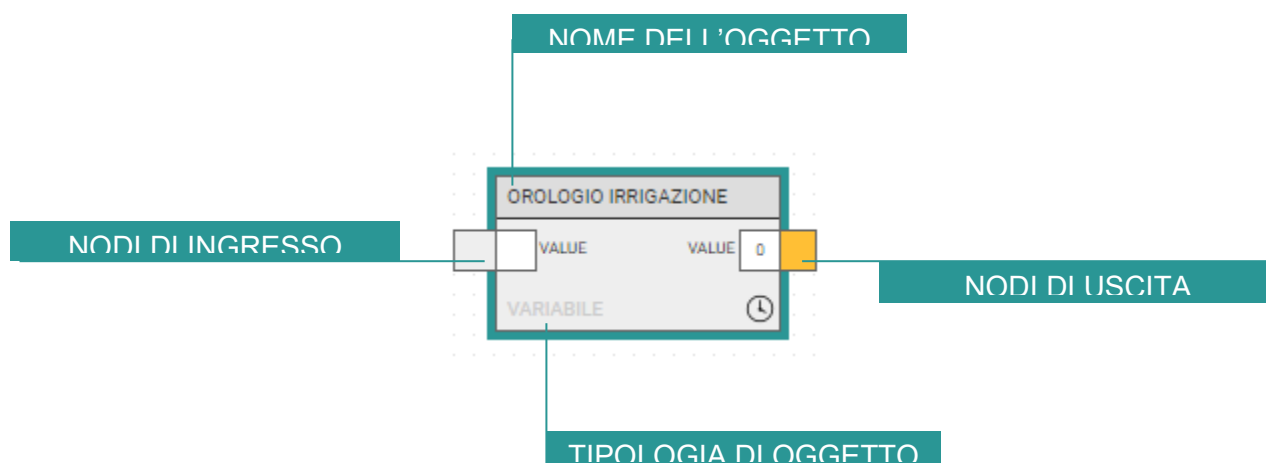 NOME DELL'OGGETTO
OROLOGIO IRRIGAZIONE
NODI DI INGRESSO
VALUE VALUE 0
NODI DI USCITA
VARIABILE
TIPOLOGIA DI OGGETTO